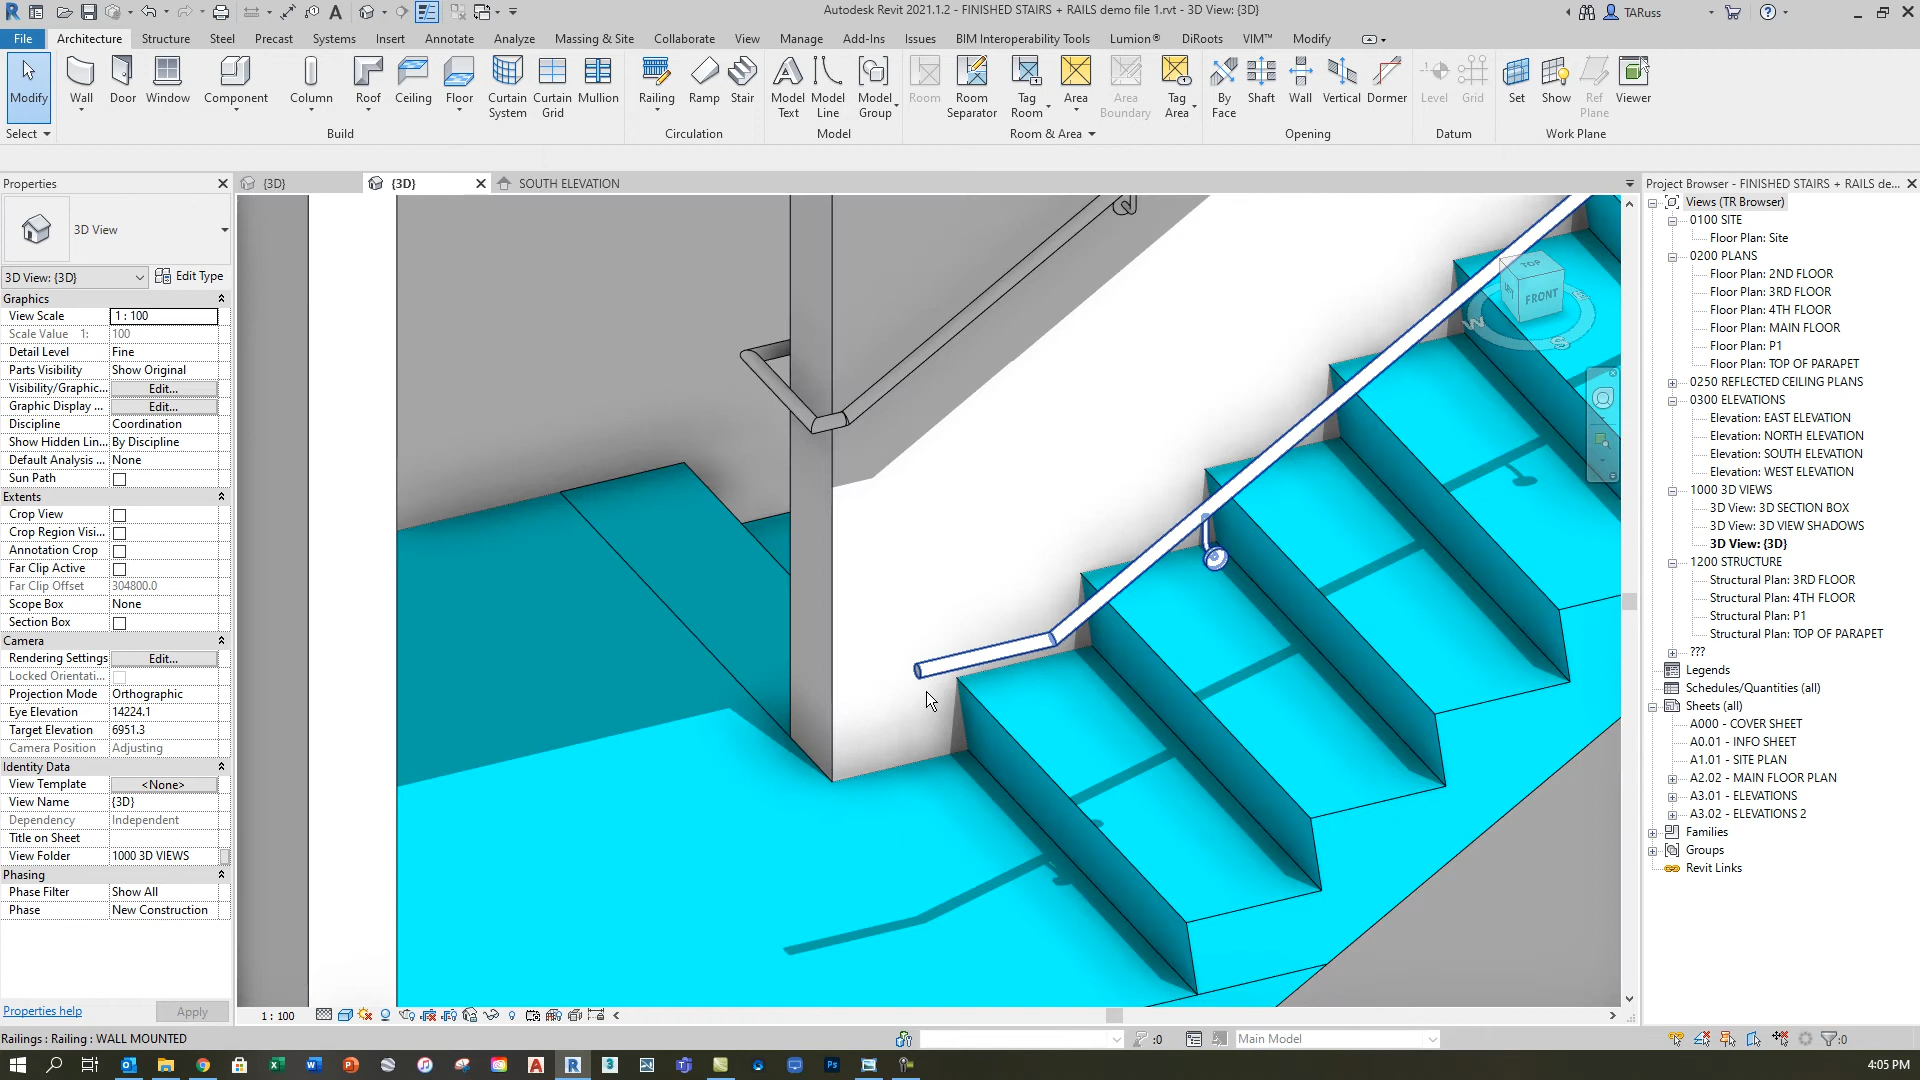 Autodesk Revit 2021.1.2 - FINISHED STAIRS + RAILS demo file 1.rvt - 3D View: {3D}
TARuss
File
Architecture
Structure
Steel
Precast
Systems
Insert
Annotate
Analyze
Massing & Site
Collaborate
View
Manage
Add-Ins
Issues
BIM Interoperability Tools
Lumion®
DiRoots
VIM™
Modify
Modify
Wall
Door
Window
Component
Column
Roof
Ceiling
Floor
Curtain System
Curtain Grid
Mullion
Railing
Ramp
Stair
Model Text
Model Line
Model Group
Room
Room Separator
Tag Room
Area
Area Boundary
Tag Area
By Face
Shaft
Wall
Vertical
Dormer
Level
Grid
Set
Show
Ref Plane
Viewer
Select
Build
Circulation
Model
Room & Area
Opening
Datum
Work Plane
Properties
{3D}
{3D}
SOUTH ELEVATION
Project Browser - FINISHED STAIRS + RAILS de...
3D View
3D View: {3D}
Edit Type
Graphics
View Scale 1 : 100
Scale Value 1: 100
Detail Level Fine
Parts Visibility Show Original
Visibility/Graphic... Edit...
Graphic Display ... Edit...
Discipline Coordination
Show Hidden Lin... By Discipline
Default Analysis ... None
Sun Path
Extents
Crop View
Crop Region Visi...
Annotation Crop
Far Clip Active
Far Clip Offset 304800.0
Scope Box None
Section Box
Camera
Rendering Settings Edit...
Locked Orientati...
Projection Mode Orthographic
Eye Elevation 14224.1
Target Elevation 6951.3
Camera Position Adjusting
Identity Data
View Template <None>
View Name {3D}
Dependency Independent
Title on Sheet
View Folder 1000 3D VIEWS
Phasing
Phase Filter Show All
Phase New Construction
Properties help
Apply
TOP
LEFT
FRONT
W
S
Views (TR Browser)
0100 SITE
Floor Plan: Site
0200 PLANS
Floor Plan: 2ND FLOOR
Floor Plan: 3RD FLOOR
Floor Plan: 4TH FLOOR
Floor Plan: MAIN FLOOR
Floor Plan: P1
Floor Plan: TOP OF PARAPET
0250 REFLECTED CEILING PLANS
0300 ELEVATIONS
Elevation: EAST ELEVATION
Elevation: NORTH ELEVATION
Elevation: SOUTH ELEVATION
Elevation: WEST ELEVATION
1000 3D VIEWS
3D View: 3D SECTION BOX
3D View: 3D VIEW SHADOWS
3D View: {3D}
1200 STRUCTURE
Structural Plan: 3RD FLOOR
Structural Plan: 4TH FLOOR
Structural Plan: P1
Structural Plan: TOP OF PARAPET
???
Legends
Schedules/Quantities (all)
Sheets (all)
A000 - COVER SHEET
A0.01 - INFO SHEET
A1.01 - SITE PLAN
A2.02 - MAIN FLOOR PLAN
A3.01 - ELEVATIONS
A3.02 - ELEVATIONS 2
Families
Groups
Revit Links
1 : 100
Railings : Railing : WALL MOUNTED
:0
Main Model
:0
4:05 PM